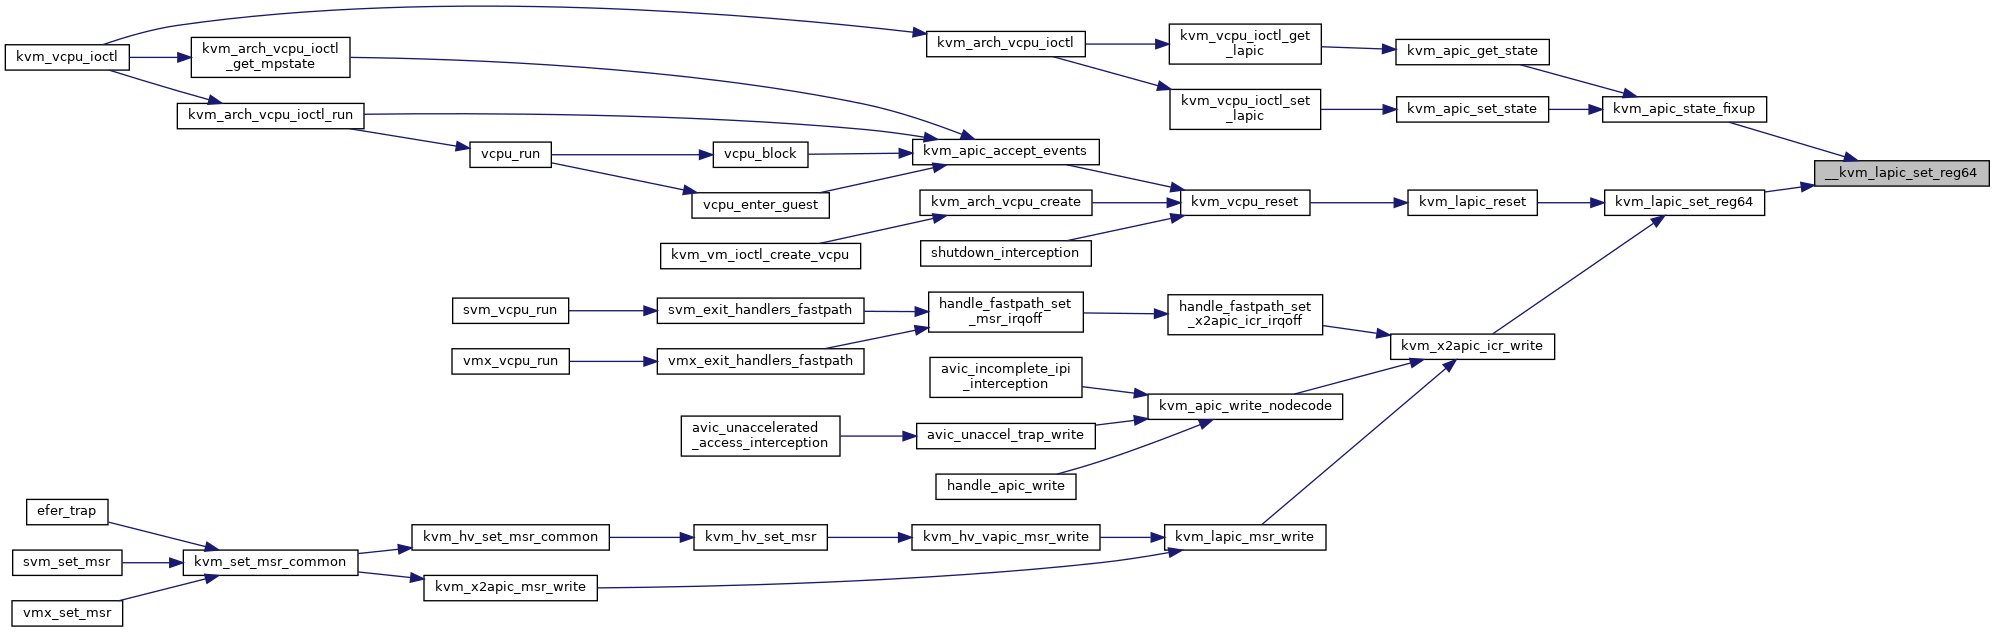 kvm_vcpu_ioctl
kvm_arch_vcpu_ioctl
_get_mpstate
kvm_arch_vcpu_ioctl_run
vcpu_run
vcpu_block
vcpu_enter_guest
kvm_arch_vcpu_ioctl
kvm_vcpu_ioctl_get
_lapic
kvm_vcpu_ioctl_set
_lapic
kvm_apic_get_state
kvm_apic_set_state
kvm_apic_state_fixup
__kvm_lapic_set_reg64
kvm_apic_accept_events
kvm_arch_vcpu_create
kvm_vm_ioctl_create_vcpu
shutdown_interception
kvm_vcpu_reset
kvm_lapic_reset
kvm_lapic_set_reg64
svm_vcpu_run
svm_exit_handlers_fastpath
vmx_vcpu_run
vmx_exit_handlers_fastpath
handle_fastpath_set
_msr_irqoff
handle_fastpath_set
_x2apic_icr_irqoff
kvm_x2apic_icr_write
avic_incomplete_ipi
_interception
kvm_apic_write_nodecode
avic_unaccelerated
_access_interception
avic_unaccel_trap_write
handle_apic_write
efer_trap
svm_set_msr
vmx_set_msr
kvm_set_msr_common
kvm_hv_set_msr_common
kvm_hv_set_msr
kvm_hv_vapic_msr_write
kvm_lapic_msr_write
kvm_x2apic_msr_write